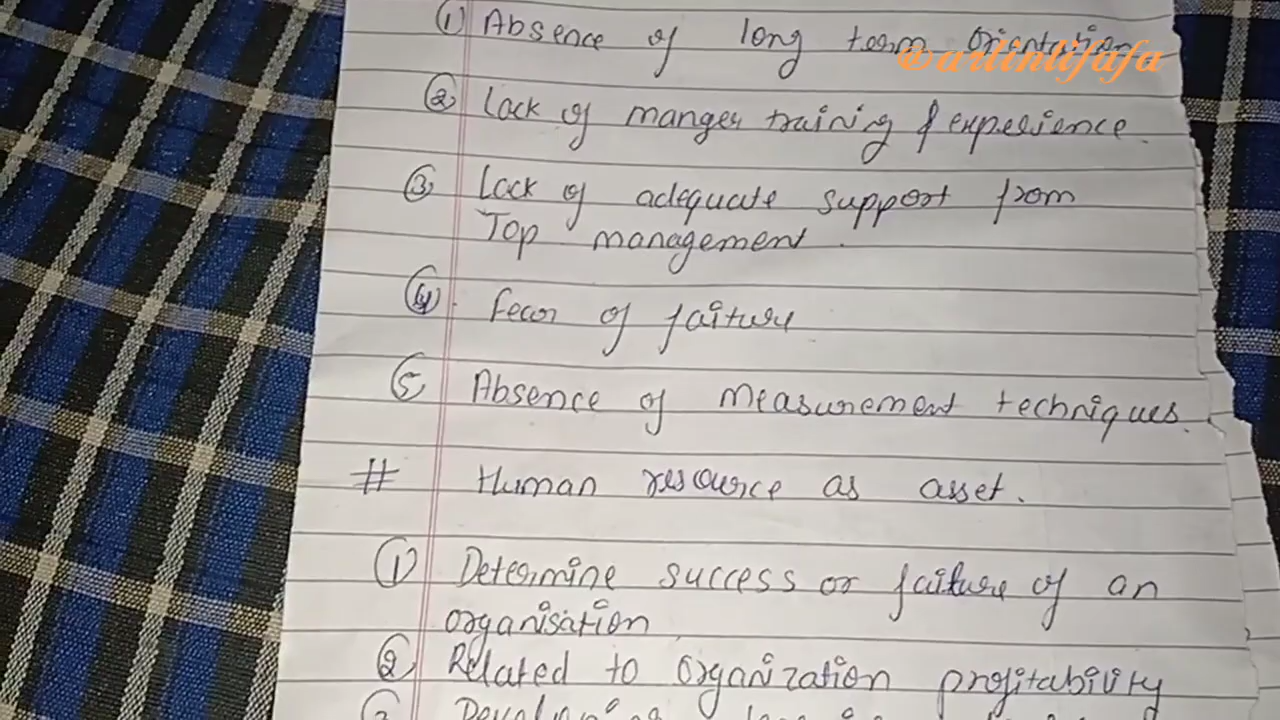 ① Absence of long term orientation
@artinlifafa
② Lack of manger training & experience.
③ Lack of adequate support from
Top management.
④ Fear of failure
⑤ Absence of measurement techniques.
# Human resource as asset.
① Determine success or failure of an
organisation
② Related to organization profitability